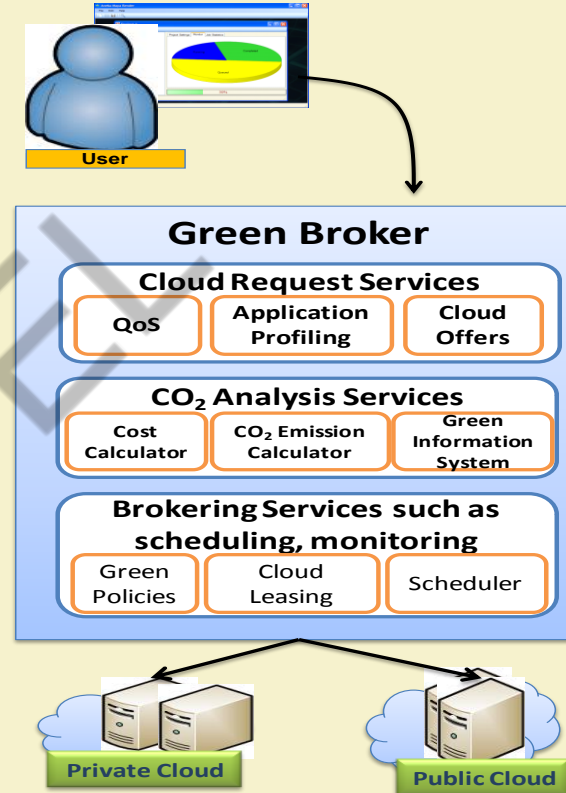 User
Green Broker
Cloud Request Services
QoS
Application
Profiling
Cloud
Offers
CO₂ Analysis Services
Cost
Calculator
CO₂ Emission
Calculator
Green
Information
System
Brokering Services such as
scheduling, monitoring
Green
Policies
Cloud
Leasing
Scheduler
Private Cloud
Public Cloud